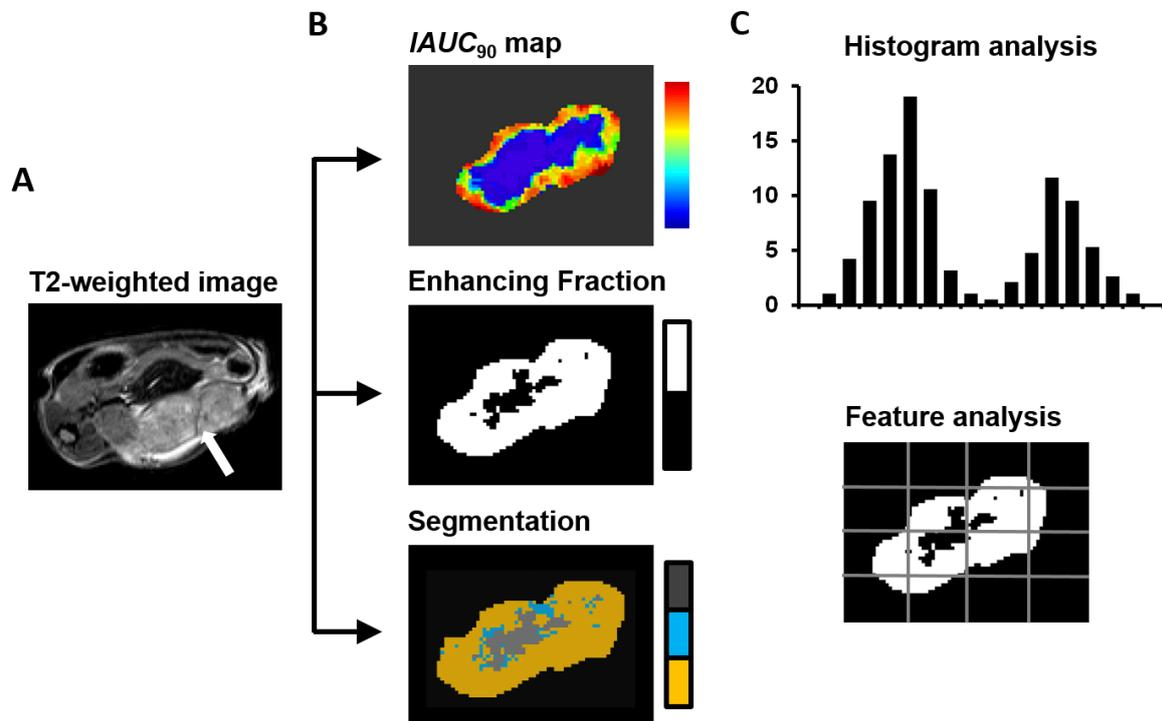 A
T2-weighted image
B
IAUC90 map
Enhancing Fraction
Segmentation
C
Histogram analysis
20
15
10
5
0
Feature analysis